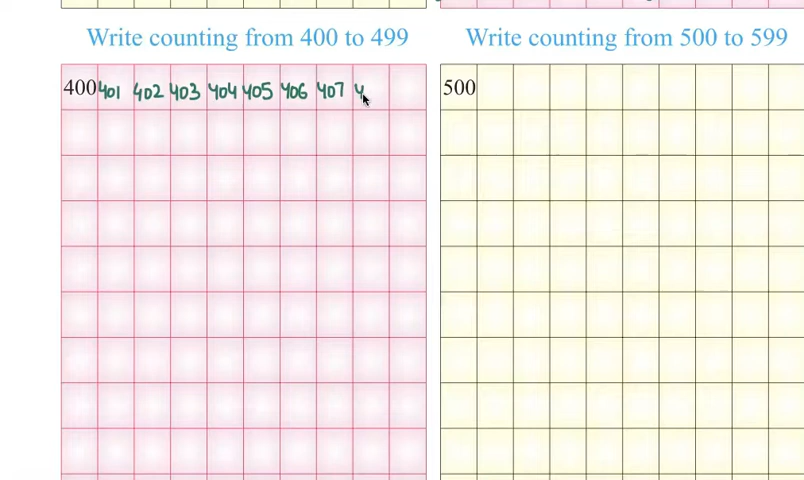 Write counting from 400 to 499
400 401 402 403 404 405 406 407 4
Write counting from 500 to 599
500